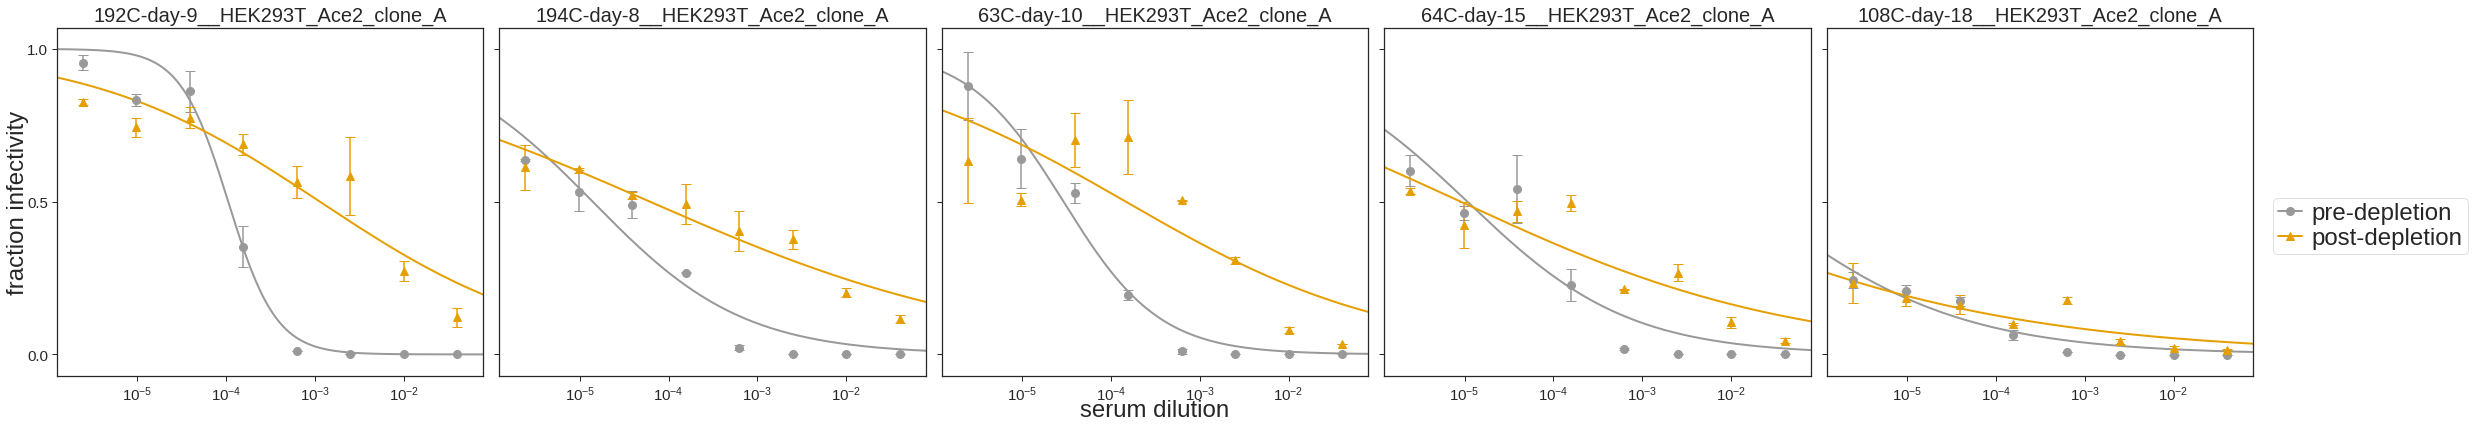 192C-day-9__HEK293T_Ace2_clone_A
194C-day-8__HEK293T_Ace2_clone_A
63C-day-10__HEK293T_Ace2_clone_A
64C-day-15__HEK293T_Ace2_clone_A
108C-day-18__HEK293T_Ace2_clone_A
fraction infectivity
1.0
0.5
0.0
10⁻⁵ 10⁻⁴ 10⁻³ 10⁻²
10⁻⁵ 10⁻⁴ 10⁻³ 10⁻²
10⁻⁵ 10⁻⁴ 10⁻³ 10⁻²
10⁻⁵ 10⁻⁴ 10⁻³ 10⁻²
10⁻⁵ 10⁻⁴ 10⁻³ 10⁻²
serum dilution
pre-depletion
post-depletion